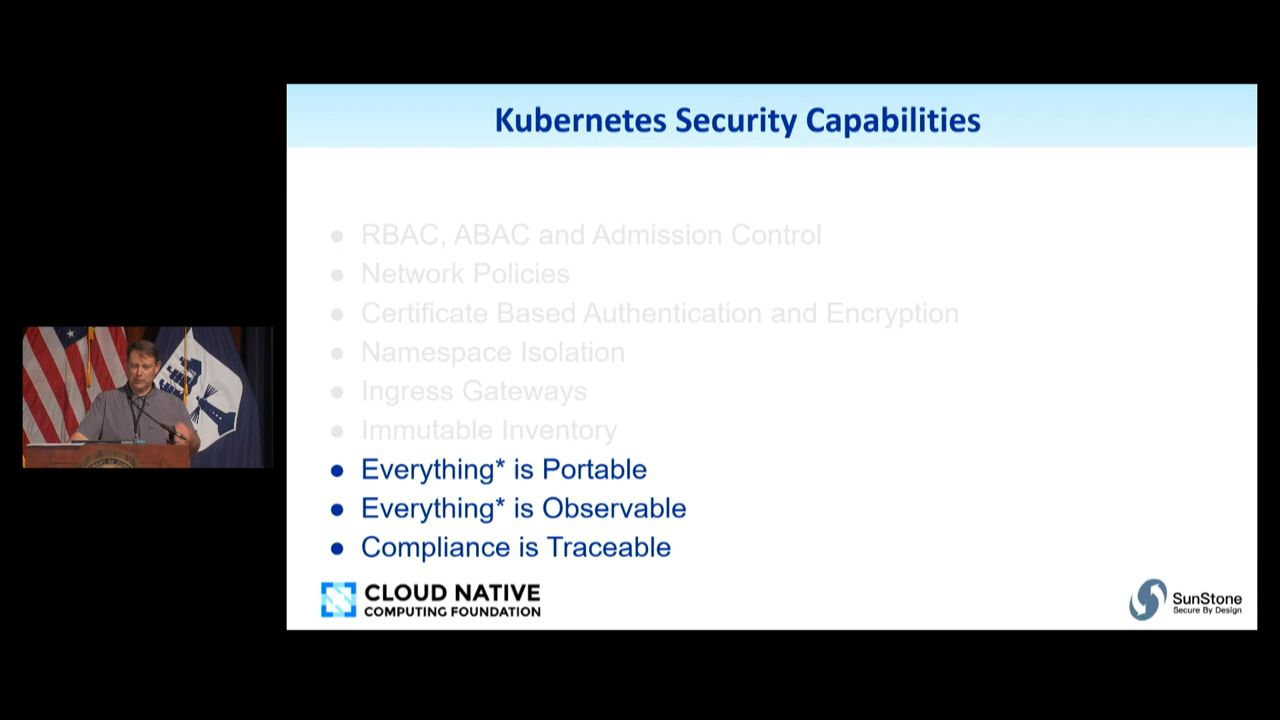 Kubernetes Security Capabilities
● RBAC, ABAC and Admission Control
● Network Policies
● Certificate Based Authentication and Encryption
● Namespace Isolation
● Ingress Gateways
● Immutable Inventory
● Everything* is Portable
● Everything* is Observable
● Compliance is Traceable
CLOUD NATIVE
COMPUTING FOUNDATION
SunStone
Secure By Design